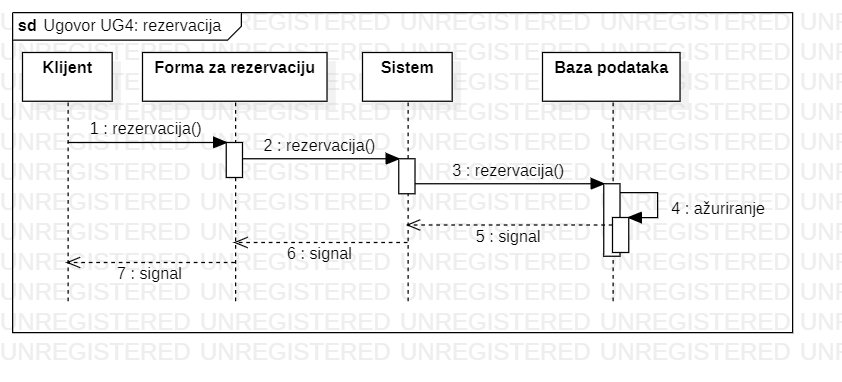 sd Ugovor UG4: rezervacija
Klijent
Forma za rezervaciju
Sistem
Baza podataka
1 : rezervacija()
2 : rezervacija()
3 : rezervacija()
4 : ažuriranje
5 : signal
6 : signal
7 : signal
UNREGISTERED UNREGISTERED UNREGISTERED UNREGISTERED UNR